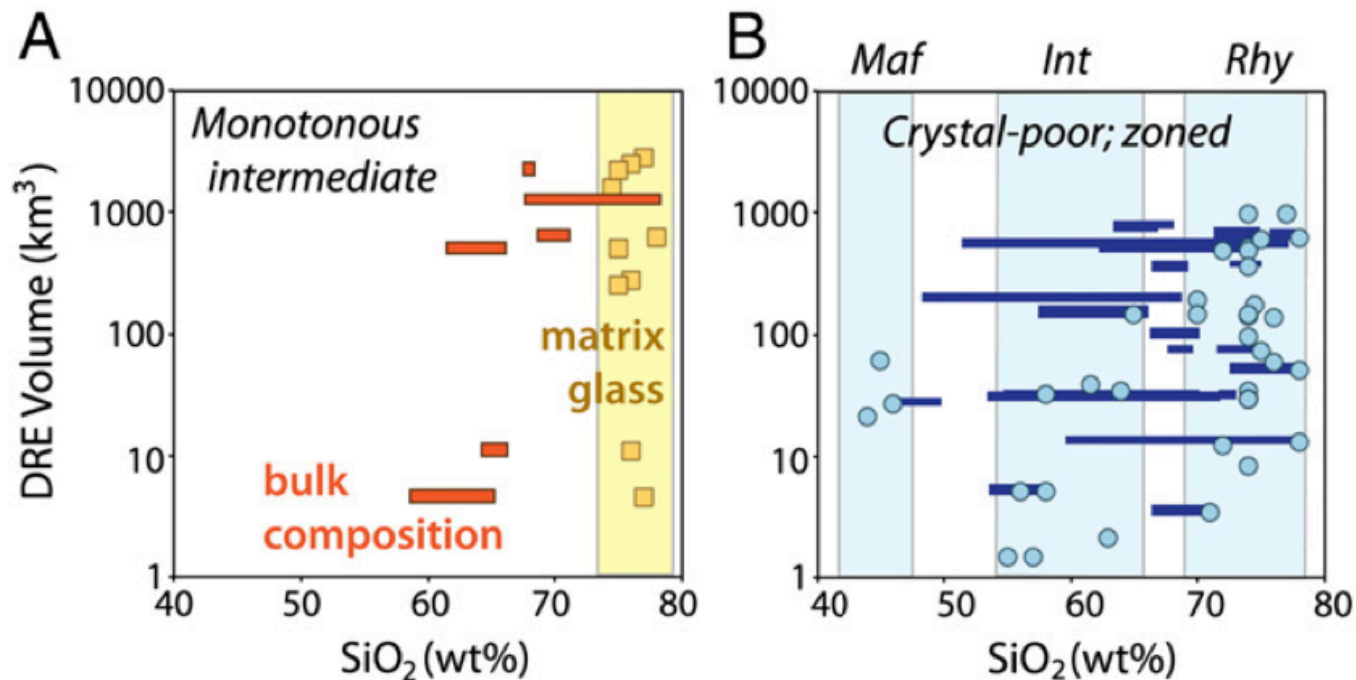 A
Monotonous
intermediate
10000
1000
100
10
1
DRE Volume (km³)
matrix
glass
bulk
composition
40 50 60 70 80
SiO₂ (wt%)
B
Maf Int Rhy
Crystal-poor; zoned
10000
1000
100
10
1
40 50 60 70 80
SiO₂ (wt%)